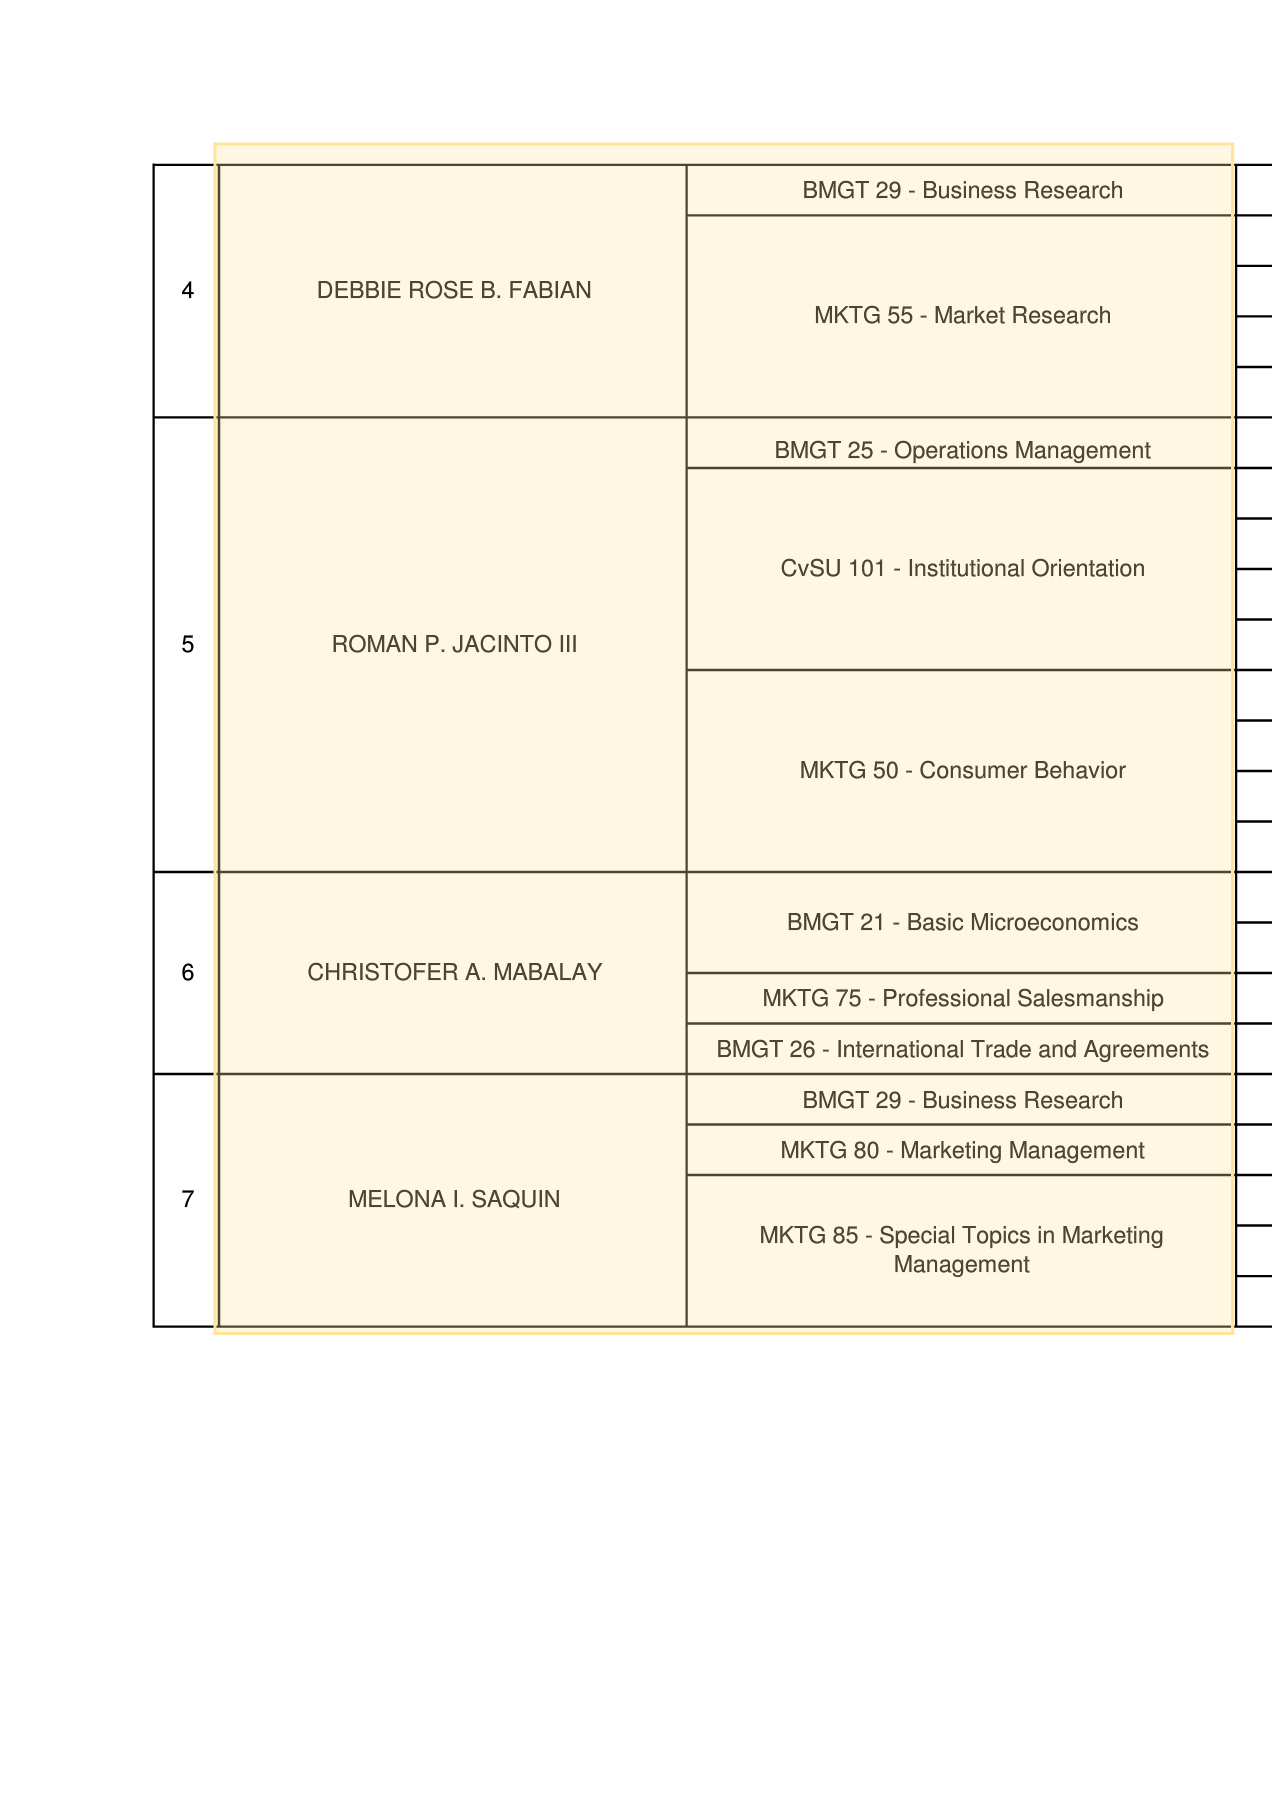 4
DEBBIE ROSE B. FABIAN
BMGT 29 - Business Research
MKTG 55 - Market Research
5
ROMAN P. JACINTO III
BMGT 25 - Operations Management
CvSU 101 - Institutional Orientation
MKTG 50 - Consumer Behavior
6
CHRISTOFER A. MABALAY
BMGT 21 - Basic Microeconomics
MKTG 75 - Professional Salesmanship
BMGT 26 - International Trade and Agreements
7
MELONA I. SAQUIN
BMGT 29 - Business Research
MKTG 80 - Marketing Management
MKTG 85 - Special Topics in Marketing
Management